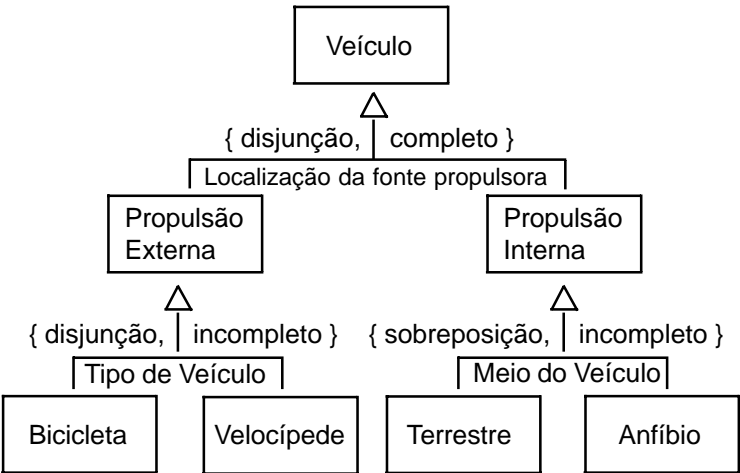 Veículo
{ disjunção, completo }
Localização da fonte propulsora
Propulsão
Externa
Propulsão
Interna
{ disjunção, incompleto }
{ sobreposição, incompleto }
Tipo de Veículo
Meio do Veículo
Bicicleta
Velocípede
Terrestre
Anfíbio